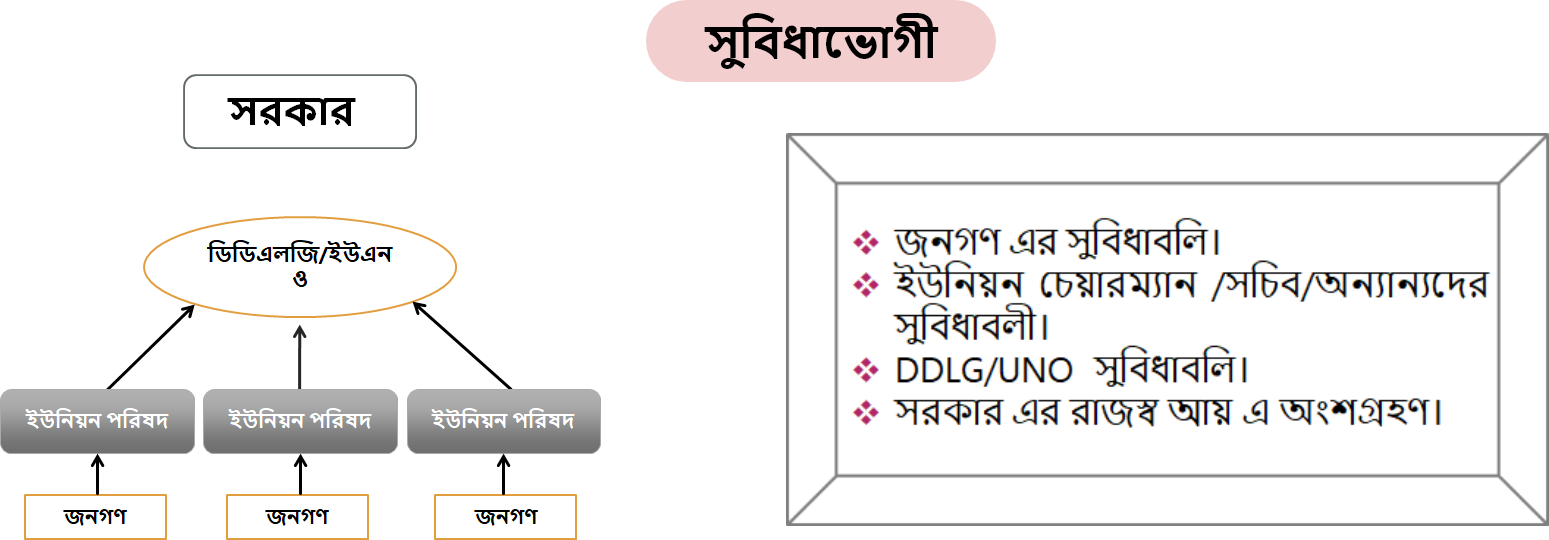 সুবিধাভোগী
সরকার
ডিডিএলজি/ইউএন
ও
ইউনিয়ন পরিষদ
ইউনিয়ন পরিষদ
ইউনিয়ন পরিষদ
জনগণ
জনগণ
জনগণ
জনগণ এর সুবিধাবলি।
ইউনিয়ন চেয়ারম্যান /সচিব/অন্যান্যদের
সুবিধাবলী।
DDLG/UNO সুবিধাবলি।
সরকার এর রাজস্ব আয় এ অংশগ্রহণ।